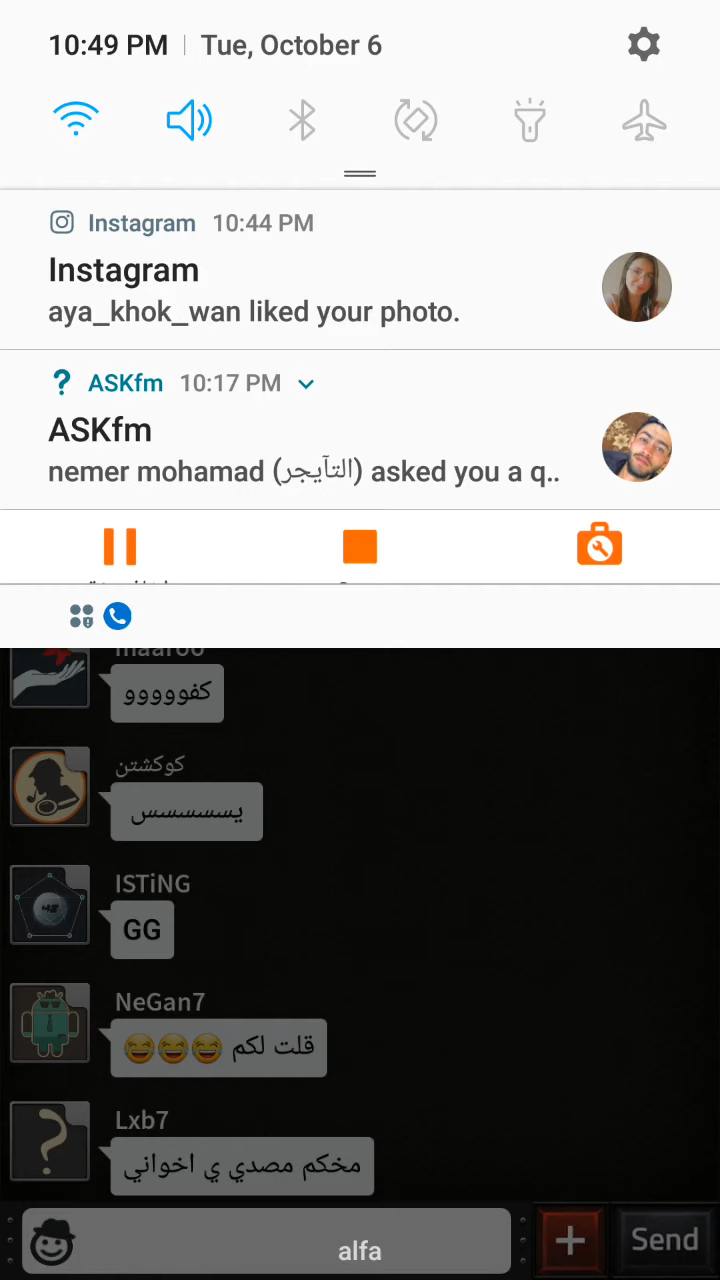 10:49 PM | Tue, October 6
Instagram 10:44 PM
Instagram
aya_khok_wan liked your photo.
ASKfm 10:17 PM
ASKfm
nemer mohamad (التآيجر) asked you a q..
maaroo
كفووووو
كوكشتن
يسسسسس
ISTiNG
GG
NeGan7
قلت لكم 😂😂😂
Lxb7
مخكم مصدي ي اخواني
alfa
Send